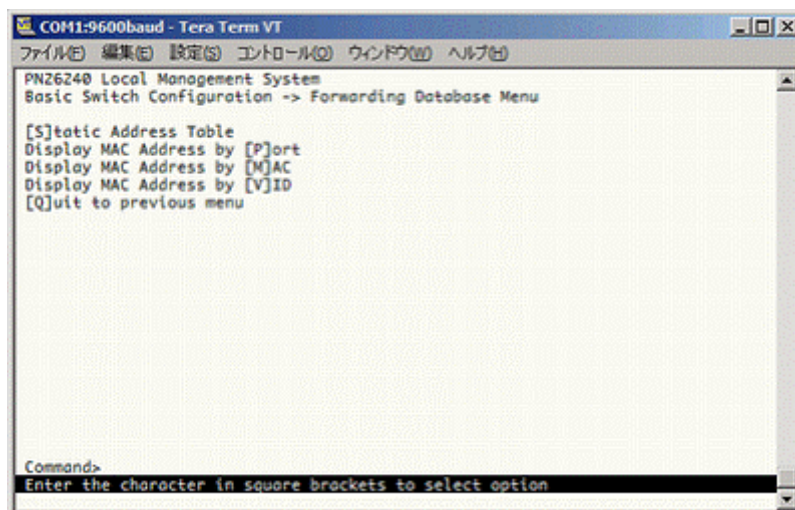 COM1:9600baud - Tera Term VT
ファイル(F) 編集(E) 設定(S) コントロール(O) ウィンドウ(W) ヘルプ(H)
PN26240 Local Management System
Basic Switch Configuration -> Forwarding Database Menu
[S]tatic Address Table
Display MAC Address by [P]ort
Display MAC Address by [M]AC
Display MAC Address by [V]ID
[Q]uit to previous menu
Command>
Enter the character in square brackets to select option